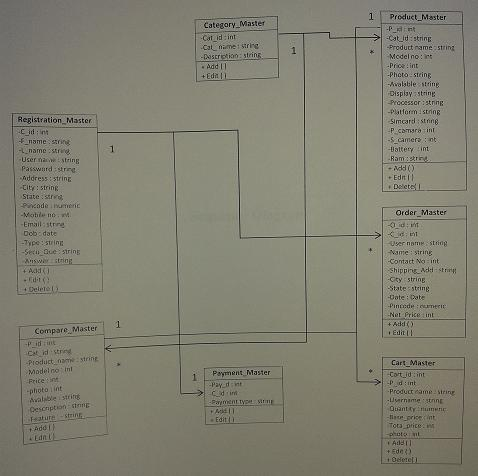 Category_Master
-Cat_id : int
-Cat_ name : string
-Description : string
+ Add ( )
+ Edit ( )
1
1
*
Product_Master
-P_id : int
-Cat_id : string
-Product name : string
-Model no : int
-Price : int
-Photo : string
-Avalable : string
-Display : string
-Processor : string
-Platform : string
-Simcard : string
-P_camara : int
-S_camera : int
-Battery : int
-Ram : string
+ Add ( )
+ Edit ( )
+ Delete( )
Registration_Master
-C_id : int
-F_name : string
-L_name : string
-User name : string
-Password : string
-Address : string
-City : string
-State : string
-Pincode : numeric
-Mobile no : int
-Email : string
-Dob : date
-Type : string
-Secu_Que : string
-Answer : string
+ Add ( )
+ Edit ( )
+ Delete ( )
1
*
Order_Master
-O_id : int
-C_id : int
-User name : string
-Name : string
-Contact No : int
-Shipping_Add : string
-City : string
-State : string
-Date : Date
-Pincode : numeric
-Net_Price : int
+ Add ( )
+ Edit ( )
Compare_Master
-P_id : int
-Cat_id : string
-Product_name : string
-Model no : int
-Price : int
-photo : int
-Avalable : string
-Description : string
-Feature : - string
+ Add ( )
+ Edit ( )
1
*
1
Payment_Master
-Pay_d : int
-C_id : int
-Payment type : string
+ Add ( )
+ Edit ( )
*
Cart_Master
-Cart_id : int
-P_id : int
-Product name : string
-Username : string
-Quantity : numeric
-Base_price : int
-Tota_price : int
-photo : int
+ Add ( )
+ Edit ( )
+ Delete( )